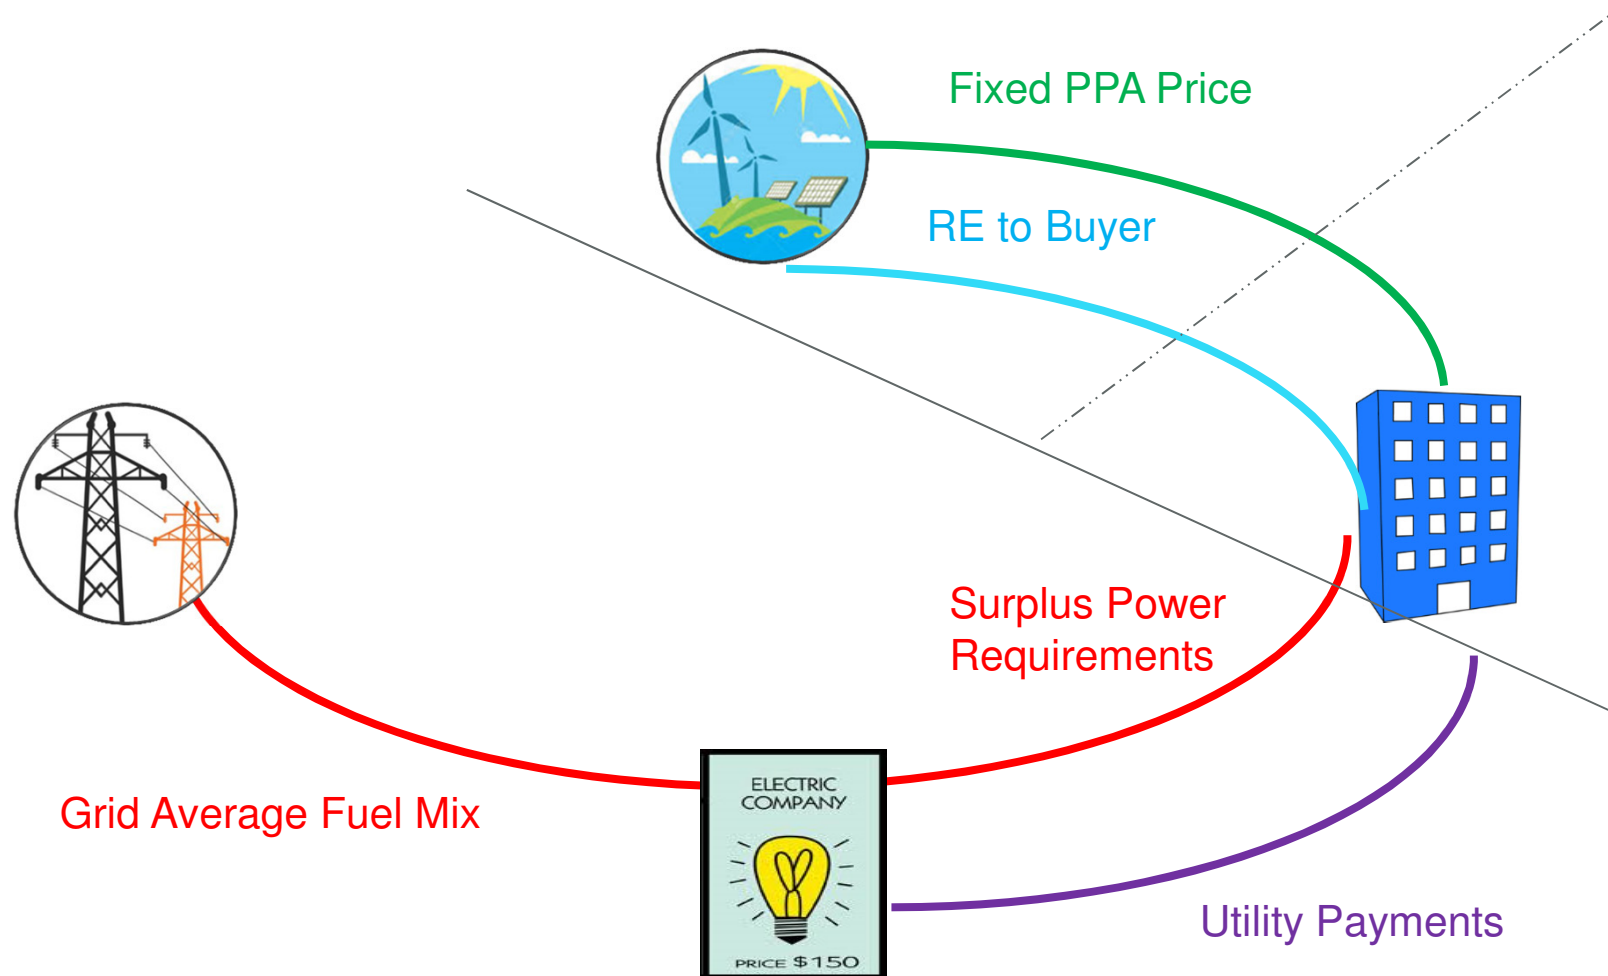 Fixed PPA Price
RE to Buyer
Surplus Power
Requirements
Grid Average Fuel Mix
ELECTRIC
COMPANY
PRICE $150
Utility Payments